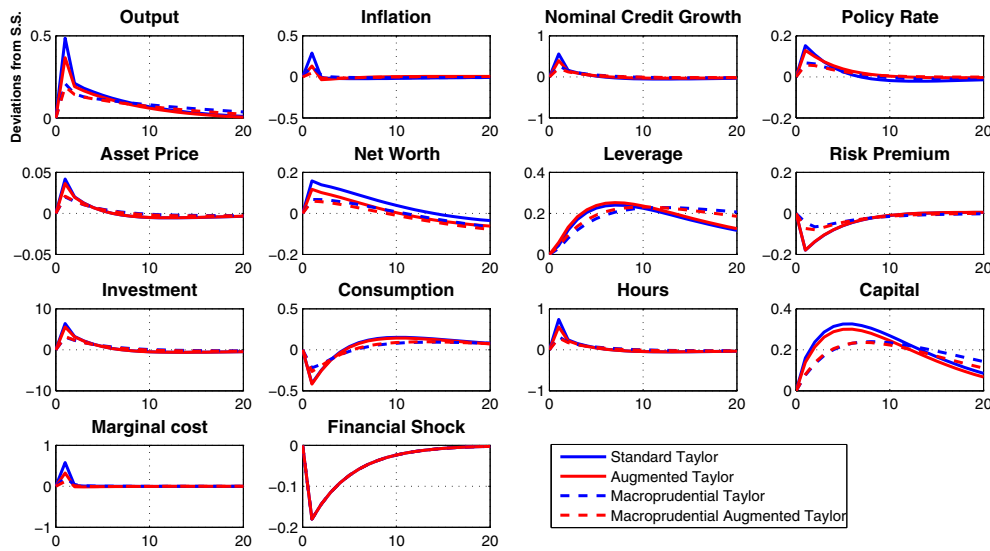 Output Inflation Nominal Credit Growth Policy Rate
Deviations from S.S.
0.5 0.5 1 0.2
0 0 0
0 -0.5 -1 -0.2
0 10 20 0 10 20 0 10 20 0 10 20
Asset Price Net Worth Leverage Risk Premium
0.05 0.2 0.4 0.2
0 0 0.2 0
-0.05 -0.2 0 -0.2
0 10 20 0 10 20 0 10 20 0 10 20
Investment Consumption Hours Capital
10 0.5 1 0.4
0 0 0 0.2
-10 -0.5 -1 0
0 10 20 0 10 20 0 10 20 0 10 20
Marginal cost Financial Shock
1 0
0 -0.1
-1 -0.2
0 10 20 0 10 20
Standard Taylor
Augmented Taylor
Macroprudential Taylor
Macroprudential Augmented Taylor